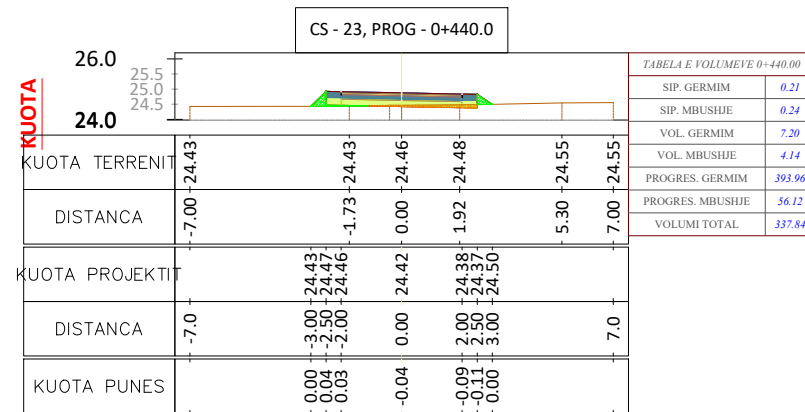 CS - 23, PROG - 0+440.0
KUOTA
26.0
25.5
25.0
24.5
24.0
KUOTA TERRENIT 24.43 24.43 24.46 24.48 24.55 24.55
DISTANCA -7.00 -1.73 0.00 1.92 5.30 7.00
KUOTA PROJEKTIT 24.43 24.47 24.46 24.42 24.38 24.37 24.50
DISTANCA -7.0 -3.00 -2.50 -2.00 0.00 2.00 2.50 3.00 7.0
KUOTA PUNES 0.00 0.04 0.03 -0.04 -0.09 -0.11 0.00
TABELA E VOLUMEVE 0+440.00
SIP. GERMIM 0.21
SIP. MBUSHJE 0.24
VOL. GERMIM 7.20
VOL. MBUSHJE 4.14
PROGRES. GERMIM 393.96
PROGRES. MBUSHJE 56.12
VOLUMI TOTAL 337.84